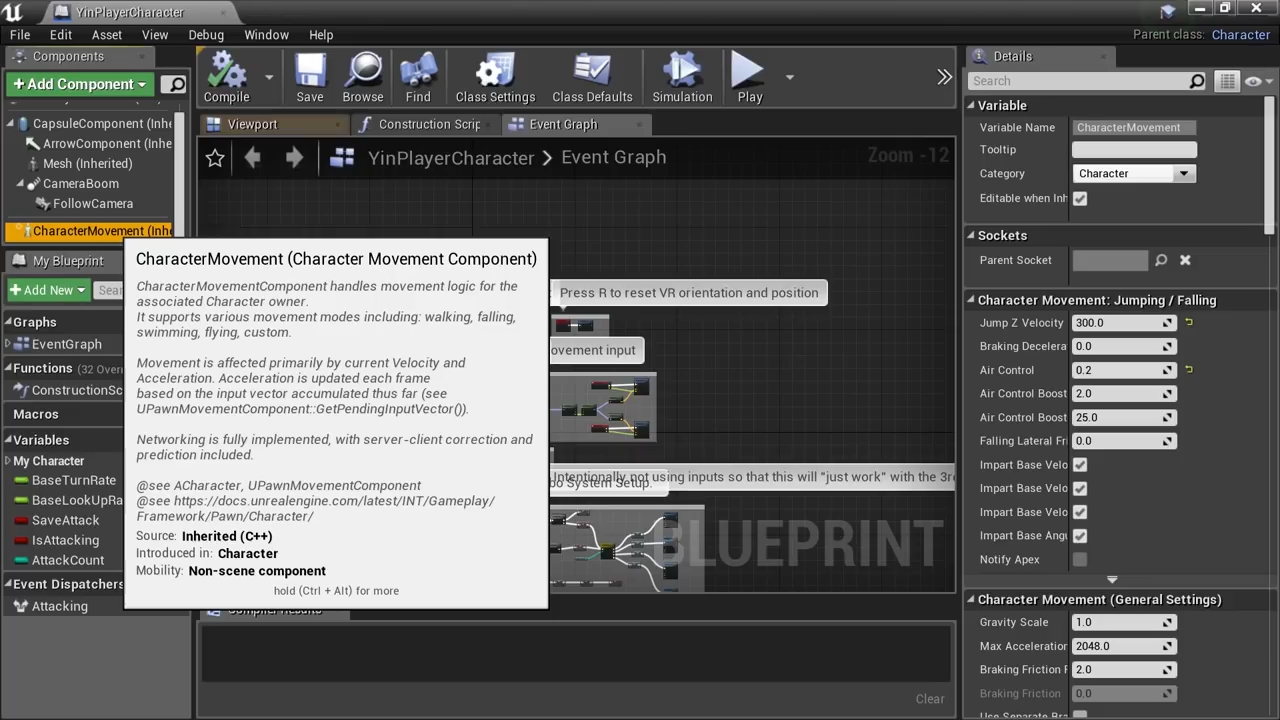 YinPlayerCharacter
File Edit Asset View Debug Window Help
Parent class: Character
Components
+Add Component
CapsuleComponent (Inhe
ArrowComponent (Inhe
Mesh (Inherited)
CameraBoom
FollowCamera
CharacterMovement (Inhe
My Blueprint
+Add New
Sear
Graphs
EventGraph
Functions (32 Over
ConstructionSc
Macros
Variables
My Character
BaseTurnRate
BaseLookUpRa
SaveAttack
IsAttacking
AttackCount
Event Dispatchers
Attacking
Compile
Save
Browse
Find
Class Settings
Class Defaults
Simulation
Play
Viewport
Construction Scrip
Event Graph
YinPlayerCharacter > Event Graph
Zoom -12
CharacterMovement (Character Movement Component)
CharacterMovementComponent handles movement logic for the
associated Character owner.
It supports various movement modes including: walking, falling,
swimming, flying, custom.
Movement is affected primarily by current Velocity and
Acceleration. Acceleration is updated each frame
based on the input vector accumulated thus far (see
UPawnMovementComponent::GetPendingInputVector()).
Networking is fully implemented, with server-client correction and
prediction included.
@see ACharacter, UPawnMovementComponent
@see https://docs.unrealengine.com/latest/INT/Gameplay/
Framework/Pawn/Character/
Source: Inherited (C++)
Introduced in: Character
Mobility: Non-scene component
hold (Ctrl + Alt) for more
Press R to reset VR orientation and position
ovement input
Intentionally not using inputs so that this will "just work" with the 3r
o System Setup.
BLUEPRINT
Compiler Results
Clear
Details
Search
Variable
Variable Name CharacterMovement
Tooltip
Category Character
Editable when Inh
Sockets
Parent Socket
Character Movement: Jumping / Falling
Jump Z Velocity 300.0
Braking Decelera 0.0
Air Control 0.2
Air Control Boost 2.0
Air Control Boost 25.0
Falling Lateral Fri 0.0
Impart Base Velo
Impart Base Velo
Impart Base Velo
Impart Base Angu
Notify Apex
Character Movement (General Settings)
Gravity Scale 1.0
Max Acceleration 2048.0
Braking Friction F 2.0
Braking Friction 0.0
Use Separate Bra